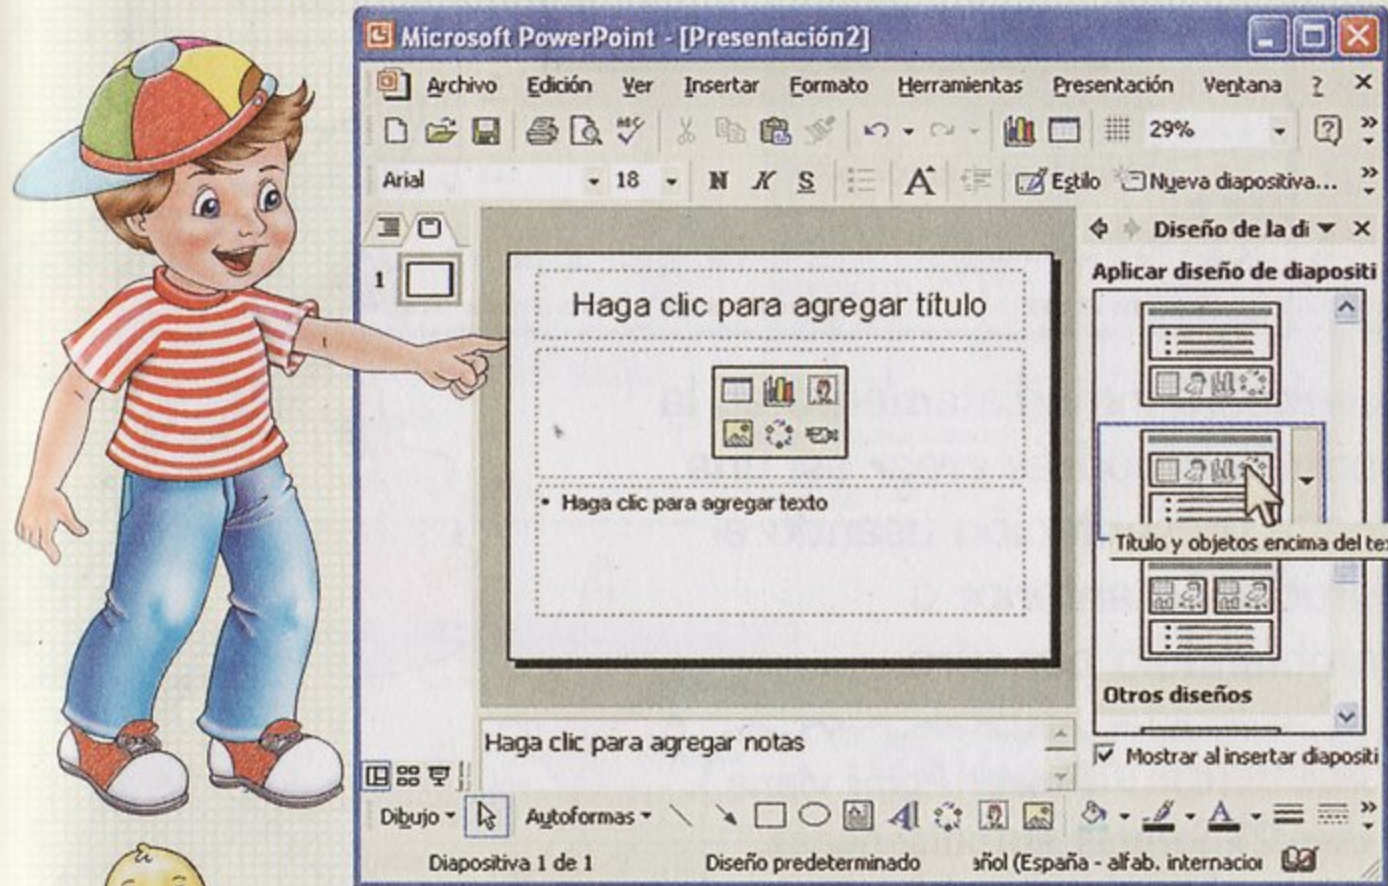 Microsoft PowerPoint - [Presentación2]
Archivo Edición Ver Insertar Formato Herramientas Presentación Ventana ?
29%
Arial 18 N K S A Estilo Nueva diapositiva...
Diseño de la di
Aplicar diseño de diapositi
1
Haga clic para agregar título
• Haga clic para agregar texto
Título y objetos encima del te
Otros diseños
Mostrar al insertar diapositi
Haga clic para agregar notas
Dibujo Autoformas
Diapositiva 1 de 1 Diseño predeterminado añol (España - alfab. internacion